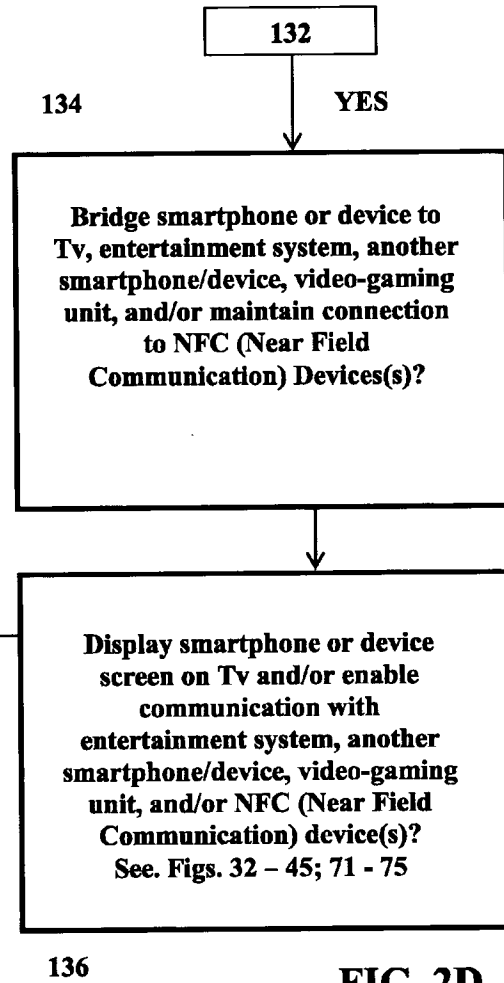 132
134 YES
Bridge smartphone or device to
Tv, entertainment system, another
smartphone/device, video-gaming
unit, and/or maintain connection
to NFC (Near Field
Communication) Devices(s)?
Display smartphone or device
screen on Tv and/or enable
communication with
entertainment system, another
smartphone/device, video-gaming
unit, and/or NFC (Near Field
Communication) device(s)?
See. Figs. 32 – 45; 71 - 75
136 FIG. 2D